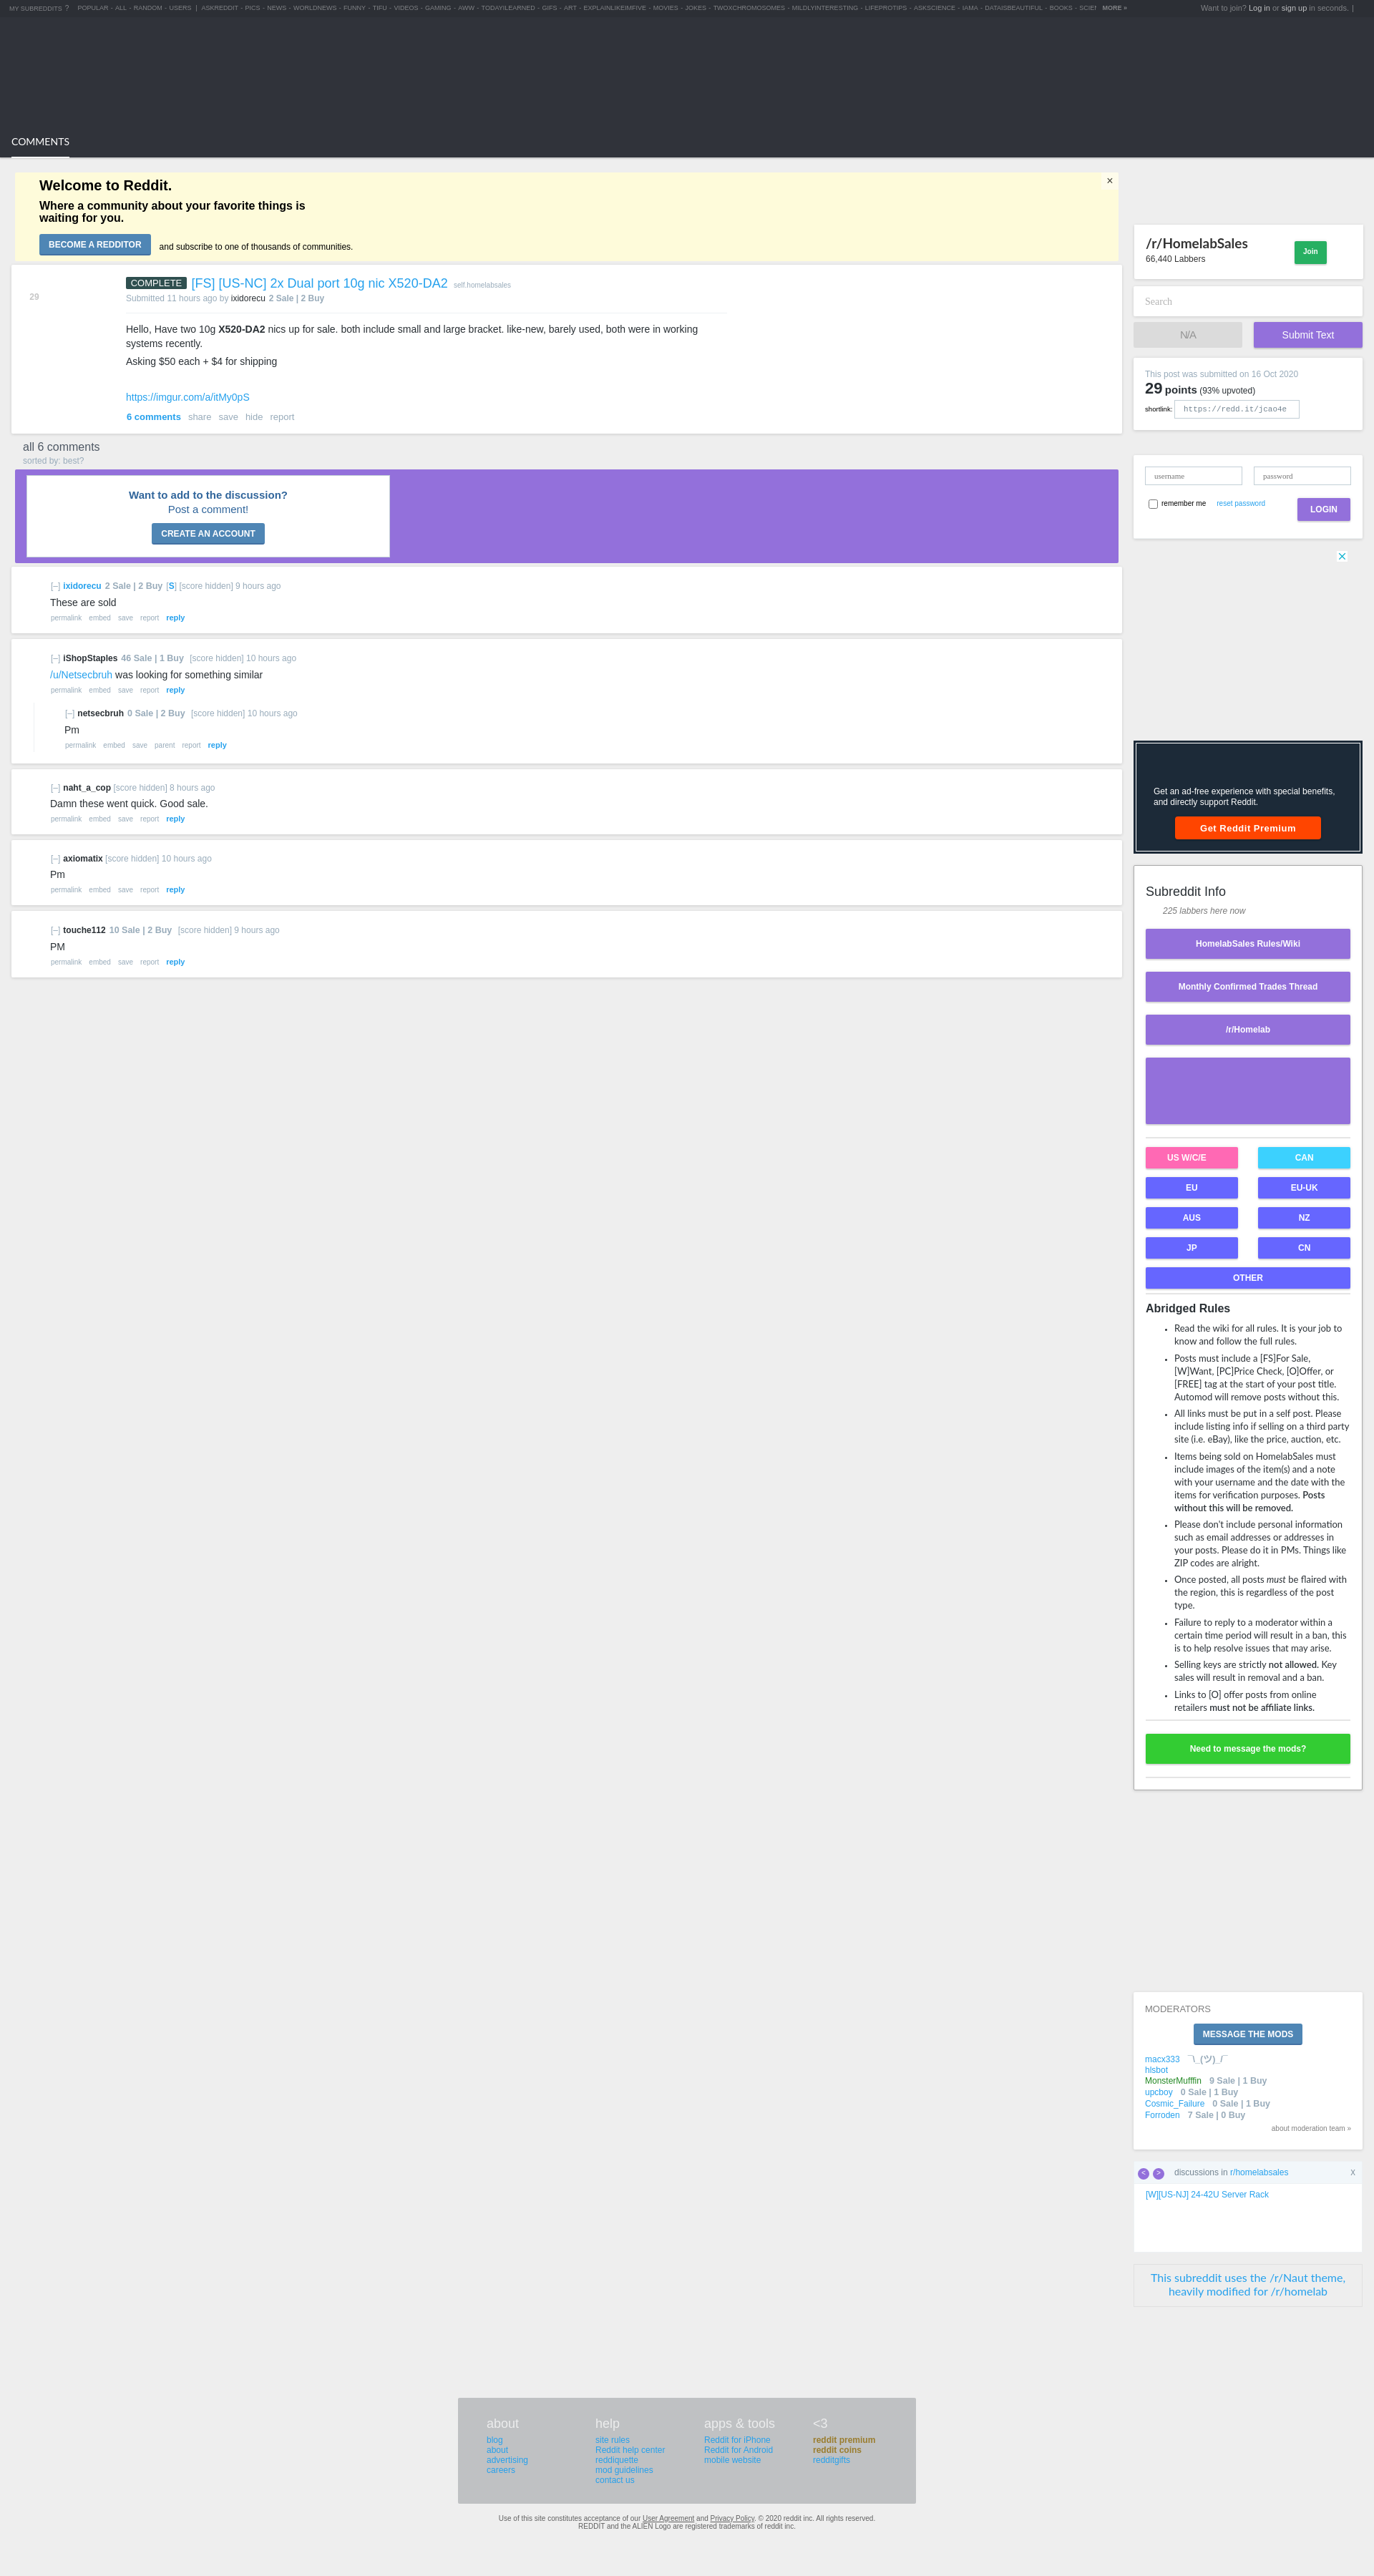 MY SUBREDDITS ? POPULAR - ALL - RANDOM - USERS | ASKREDDIT - PICS - NEWS - WORLDNEWS - FUNNY - TIFU - VIDEOS - GAMING - AWW - TODAYILEARNED - GIFS - ART - EXPLAINLIKEIMFIVE - MOVIES - JOKES - TWOXCHROMOSOMES - MILDLYINTERESTING - LIFEPROTIPS - ASKSCIENCE - IAMA - DATAISBEAUTIFUL - BOOKS - MORE » Want to join? Log in or sign up in seconds. |
COMMENTS
Welcome to Reddit.
Where a community about your favorite things is
waiting for you.
BECOME A REDDITOR and subscribe to one of thousands of communities.
×
29
COMPLETE [FS] [US-NC] 2x Dual port 10g nic X520-DA2 self.homelabsales
Submitted 11 hours ago by ixidorecu 2 Sale | 2 Buy
Hello, Have two 10g X520-DA2 nics up for sale. both include small and large bracket. like-new, barely used, both were in working
systems recently.
Asking $50 each + $4 for shipping
https://imgur.com/a/itMy0pS
6 comments share save hide report
all 6 comments
sorted by: best?
Want to add to the discussion?
Post a comment!
CREATE AN ACCOUNT
[–] ixidorecu 2 Sale | 2 Buy [S] [score hidden] 9 hours ago
These are sold
permalink embed save report reply
[–] iShopStaples 46 Sale | 1 Buy [score hidden] 10 hours ago
/u/Netsecbruh was looking for something similar
permalink embed save report reply
[–] netsecbruh 0 Sale | 2 Buy [score hidden] 10 hours ago
Pm
permalink embed save parent report reply
[–] naht_a_cop [score hidden] 8 hours ago
Damn these went quick. Good sale.
permalink embed save report reply
[–] axiomatix [score hidden] 10 hours ago
Pm
permalink embed save report reply
[–] touche112 10 Sale | 2 Buy [score hidden] 9 hours ago
PM
permalink embed save report reply
/r/HomelabSales
66,440 Labbers
Join
Search
N/A Submit Text
This post was submitted on 16 Oct 2020
29 points (93% upvoted)
shortlink: https://redd.it/jcao4e
username password
remember me reset password LOGIN
Get an ad-free experience with special benefits,
and directly support Reddit.
Get Reddit Premium
Subreddit Info
225 labbers here now
HomelabSales Rules/Wiki
Monthly Confirmed Trades Thread
/r/Homelab
US W/C/E CAN
EU EU-UK
AUS NZ
JP CN
OTHER
Abridged Rules
• Read the wiki for all rules. It is your job to
know and follow the full rules.
• Posts must include a [FS]For Sale,
[W]Want, [PC]Price Check, [O]Offer, or
[FREE] tag at the start of your post title.
Automod will remove posts without this.
• All links must be put in a self post. Please
include listing info if selling on a third party
site (i.e. eBay), like the price, auction, etc.
• Items being sold on HomelabSales must
include images of the item(s) and a note
with your username and the date with the
items for verification purposes. Posts
without this will be removed.
• Please don't include personal information
such as email addresses or addresses in
your posts. Please do it in PMs. Things like
ZIP codes are alright.
• Once posted, all posts must be flaired with
the region, this is regardless of the post
type.
• Failure to reply to a moderator within a
certain time period will result in a ban, this
is to help resolve issues that may arise.
• Selling keys are strictly not allowed. Key
sales will result in removal and a ban.
• Links to [O] offer posts from online
retailers must not be affiliate links.
Need to message the mods?
MODERATORS
MESSAGE THE MODS
macx333 ¯\_(ツ)_/¯
hlsbot
MonsterMufffin 9 Sale | 1 Buy
upcboy 0 Sale | 1 Buy
Cosmic_Failure 0 Sale | 1 Buy
Forroden 7 Sale | 0 Buy
about moderation team »
< > discussions in r/homelabsales X
[W][US-NJ] 24-42U Server Rack
This subreddit uses the /r/Naut theme,
heavily modified for /r/homelab
about
blog
about
advertising
careers
help
site rules
Reddit help center
reddiquette
mod guidelines
contact us
apps & tools
Reddit for iPhone
Reddit for Android
mobile website
<3
reddit premium
reddit coins
redditgifts
Use of this site constitutes acceptance of our User Agreement and Privacy Policy. © 2020 reddit inc. All rights reserved.
REDDIT and the ALIEN Logo are registered trademarks of reddit inc.